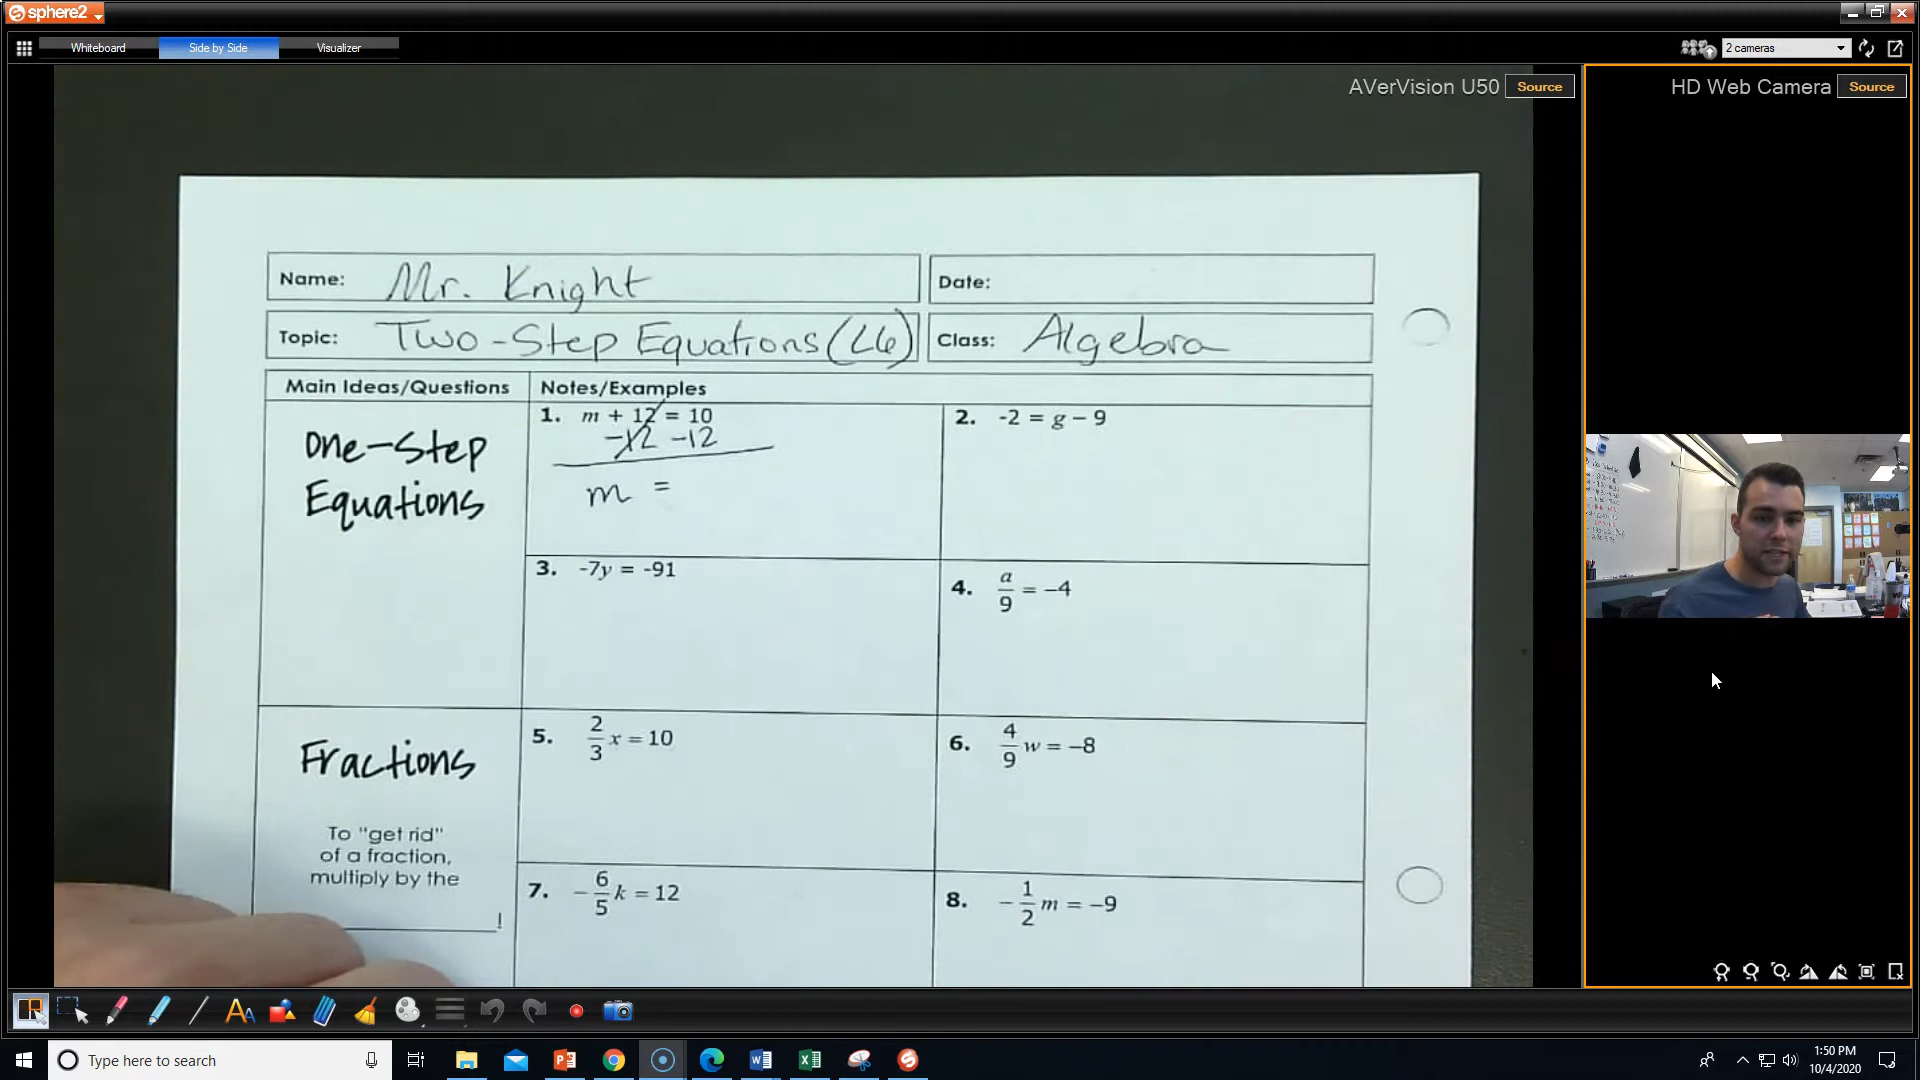 sphere2
Whiteboard
Side by Side
Visualizer
2 cameras
AVerVision U50
Source
HD Web Camera
Source
Name: Mr. Knight
Date:
Topic: Two-Step Equations (L6)
Class: Algebra
Main Ideas/Questions
Notes/Examples
One-Step
Equations
1. m + 12 = 10
-12 -12
m =
2. -2 = g - 9
3. -7y = -91
4. a/9 = -4
Fractions
To "get rid"
of a fraction,
multiply by the
!
5. 2/3 x = 10
6. 4/9 w = -8
7. -6/5 k = 12
8. -1/2 m = -9
Type here to search
1:50 PM
10/4/2020